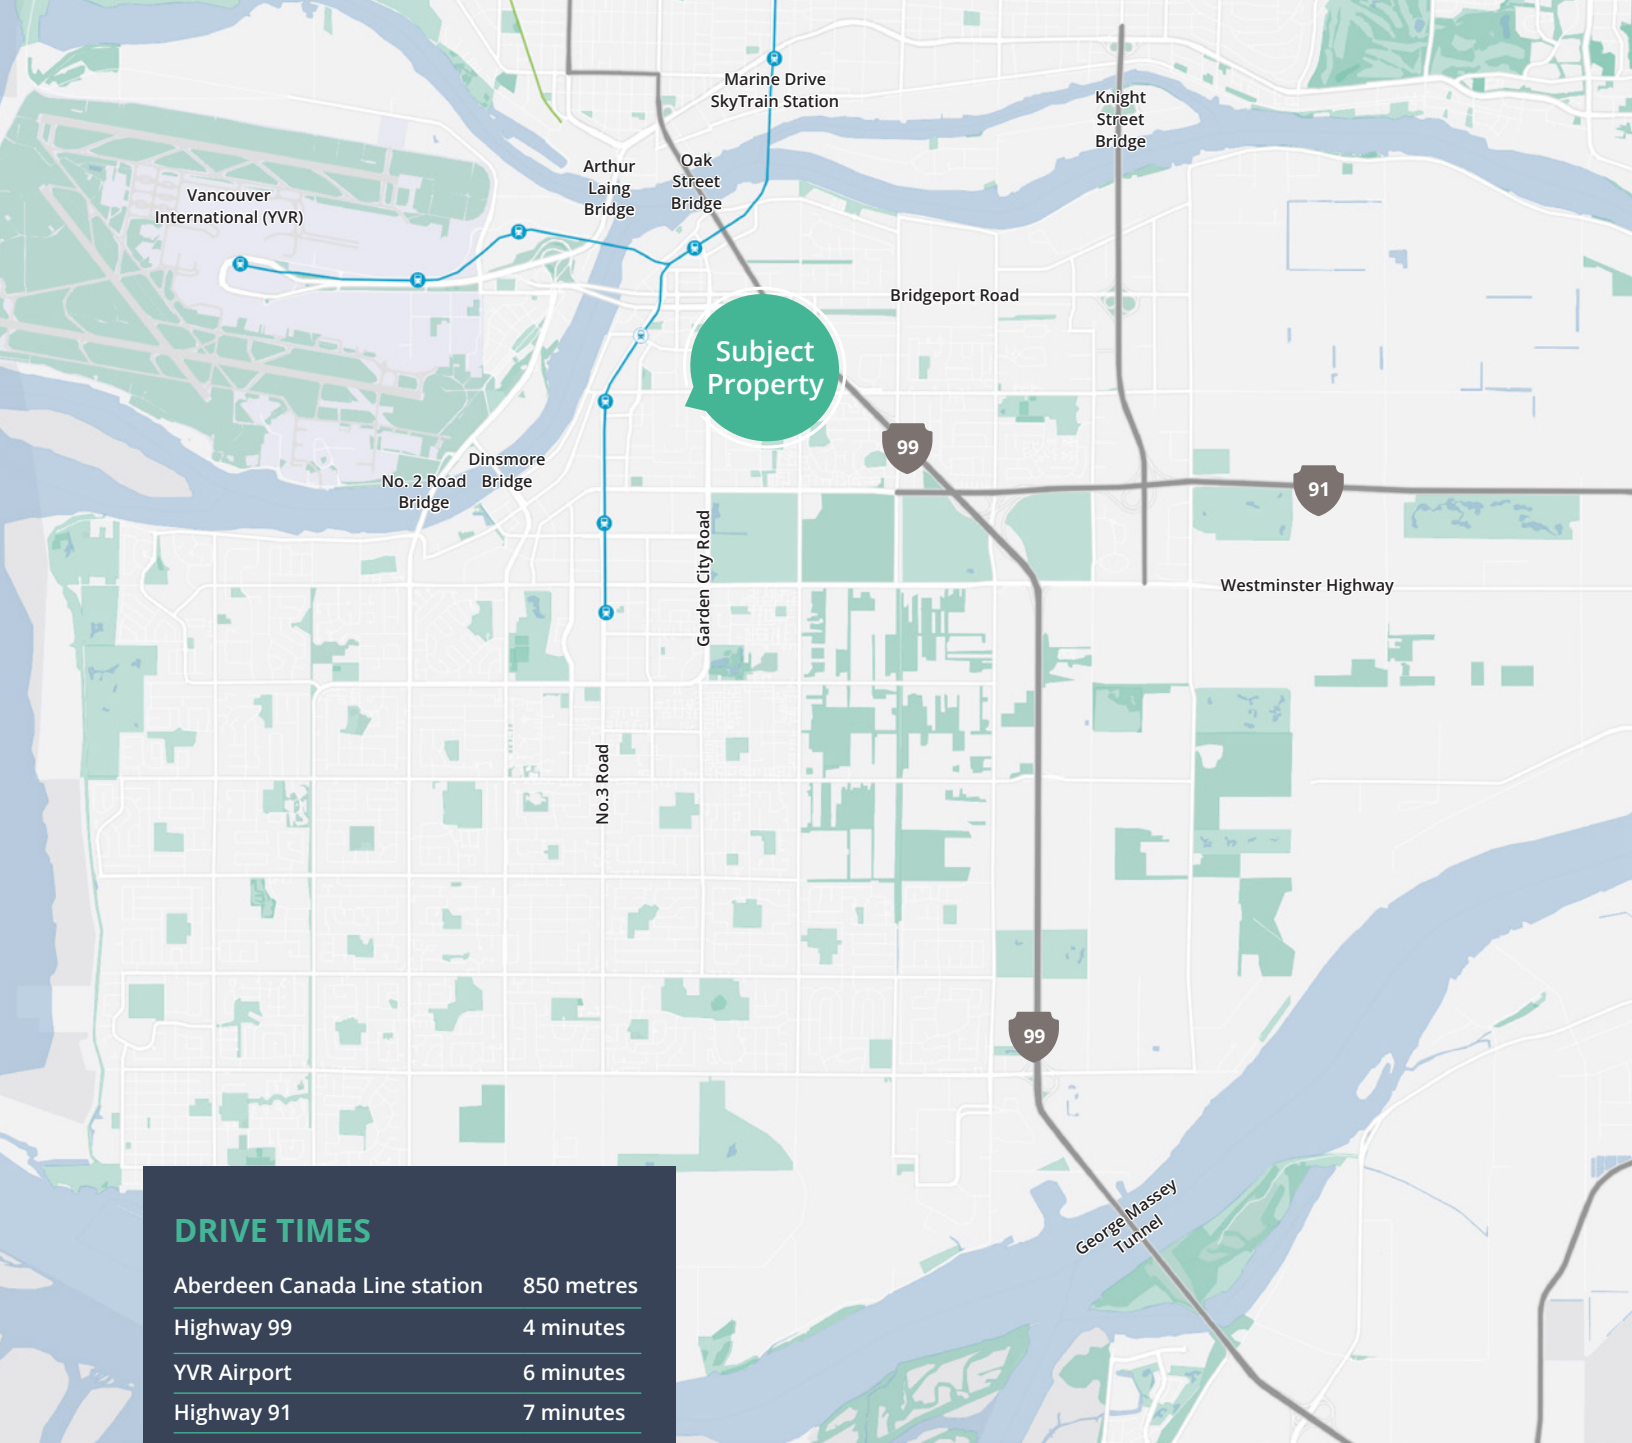 Marine Drive
SkyTrain Station
Knight
Street
Bridge
Arthur
Laing
Bridge
Oak
Street
Bridge
Vancouver
International (YVR)
Bridgeport Road
Subject
Property
99
91
Dinsmore
Bridge
No. 2 Road
Bridge
Garden City Road
Westminster Highway
No.3 Road
99
George Massey
Tunnel
DRIVE TIMES
Aberdeen Canada Line station 850 metres
Highway 99 4 minutes
YVR Airport 6 minutes
Highway 91 7 minutes